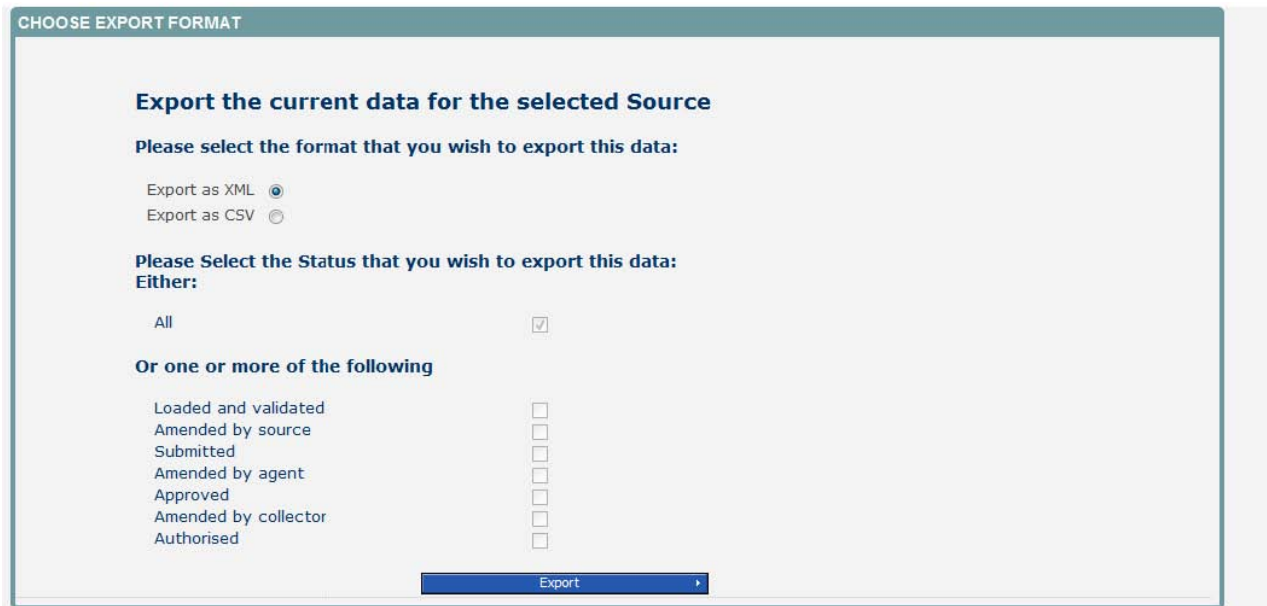 CHOOSE EXPORT FORMAT
Export the current data for the selected Source
Please select the format that you wish to export this data:
Export as XML
Export as CSV
Please Select the Status that you wish to export this data:
Either:
All
Or one or more of the following
Loaded and validated
Amended by source
Submitted
Amended by agent
Approved
Amended by collector
Authorised
Export